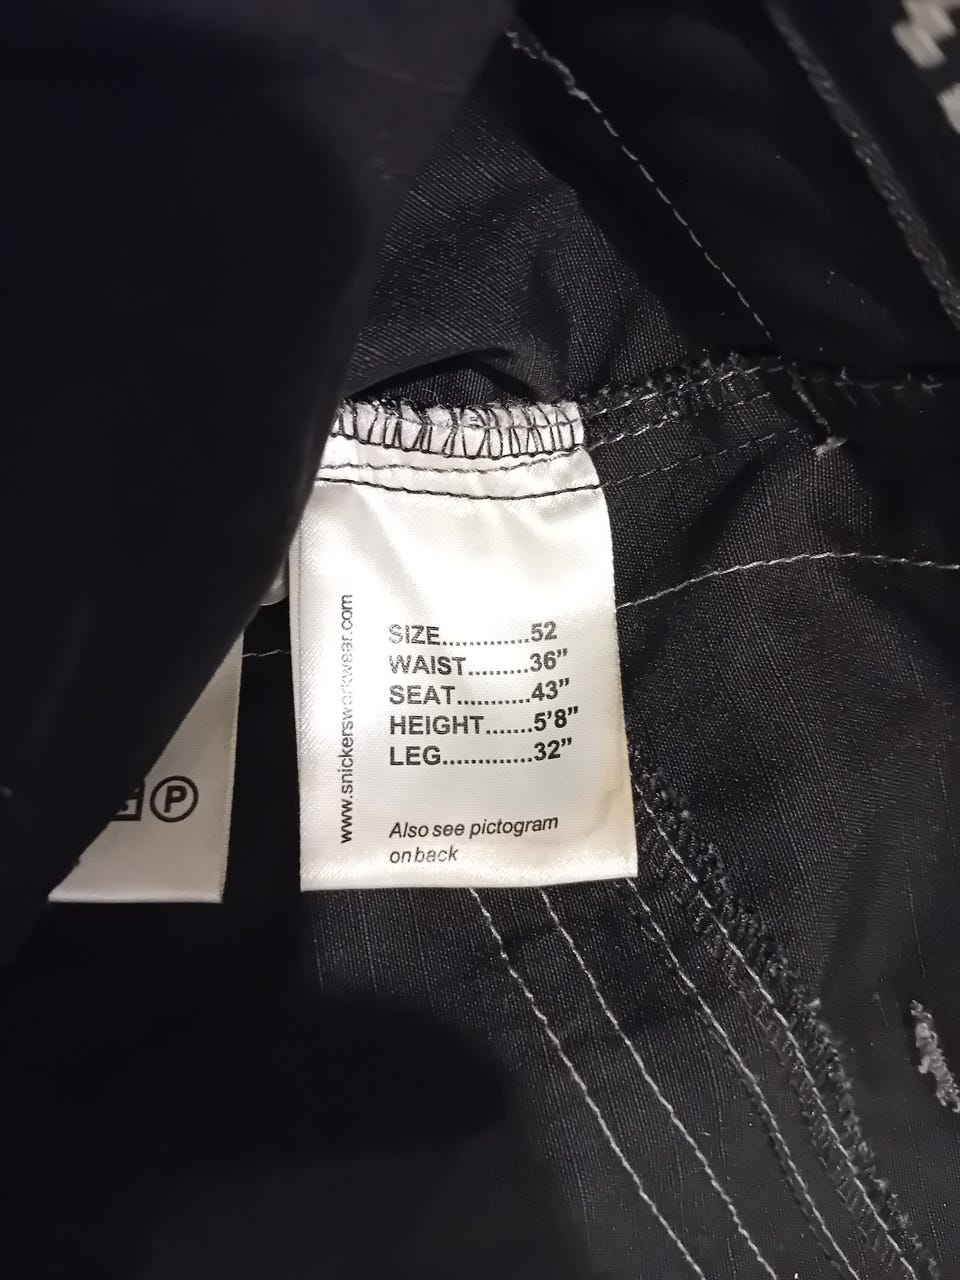 www.snickersworkwear.com
SIZE.............52
WAIST.........36”
SEAT...........43”
HEIGHT.......5’8”
LEG.............32”
Also see pictogram
on back
P